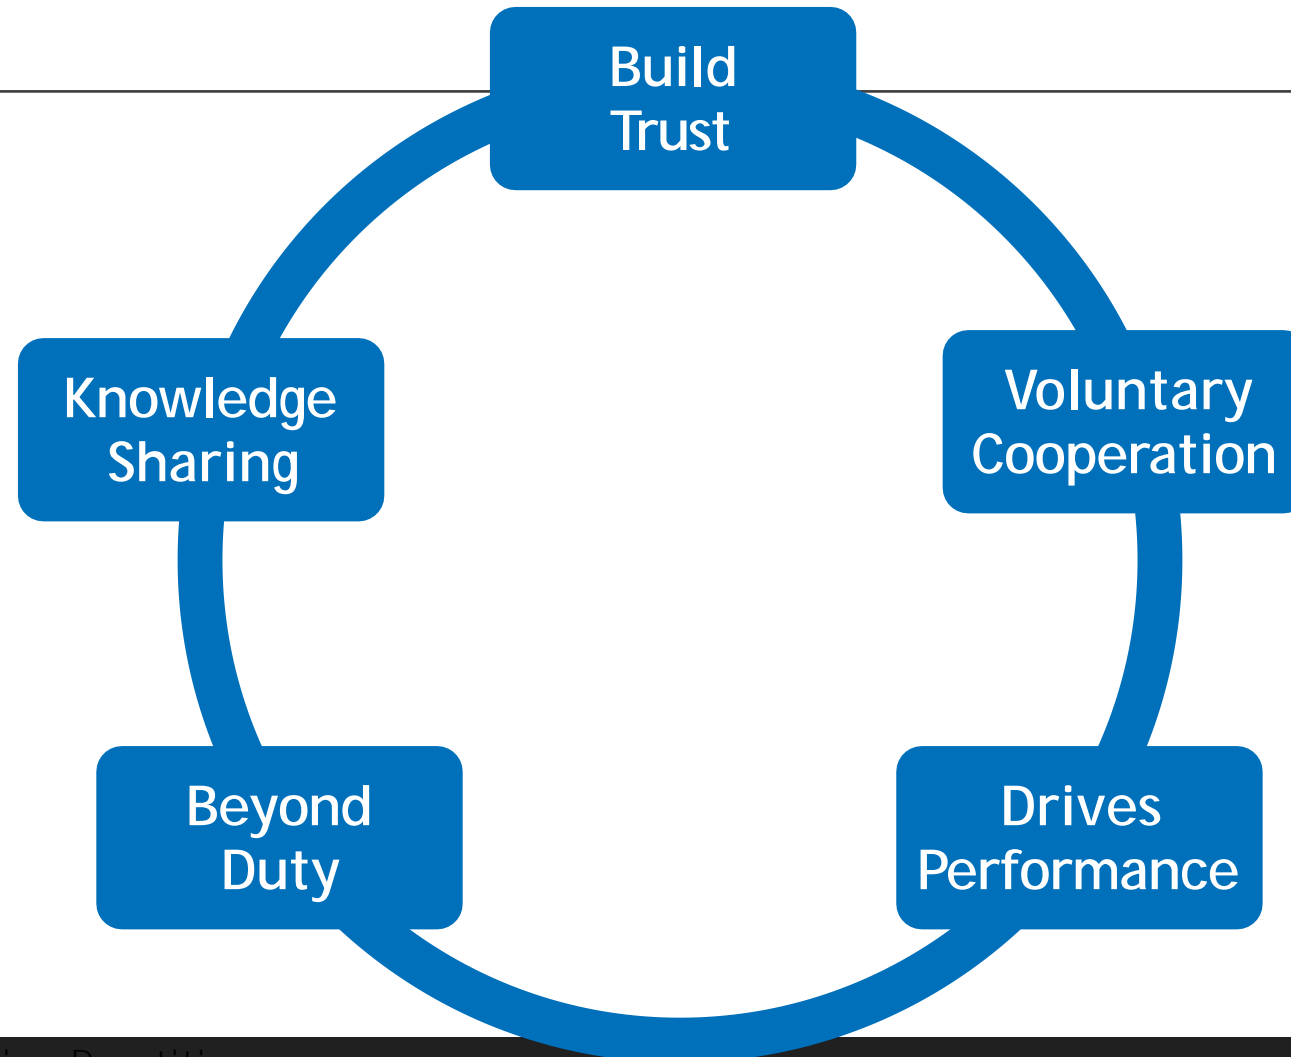 Build
Trust
Voluntary
Cooperation
Drives
Performance
Beyond
Duty
Knowledge
Sharing